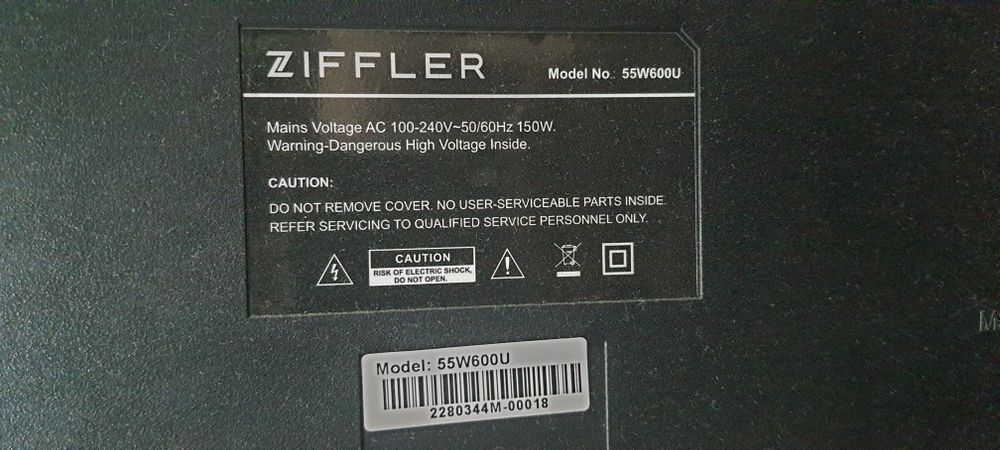 ZIFFLER
Model No.: 55W600U
Mains Voltage AC 100-240V~50/60Hz 150W.
Warning-Dangerous High Voltage Inside.
CAUTION:
DO NOT REMOVE COVER. NO USER-SERVICEABLE PARTS INSIDE.
REFER SERVICING TO QUALIFIED SERVICE PERSONNEL ONLY.
CAUTION
RISK OF ELECTRIC SHOCK,
DO NOT OPEN.
Model: 55W600U
2280344M-00018